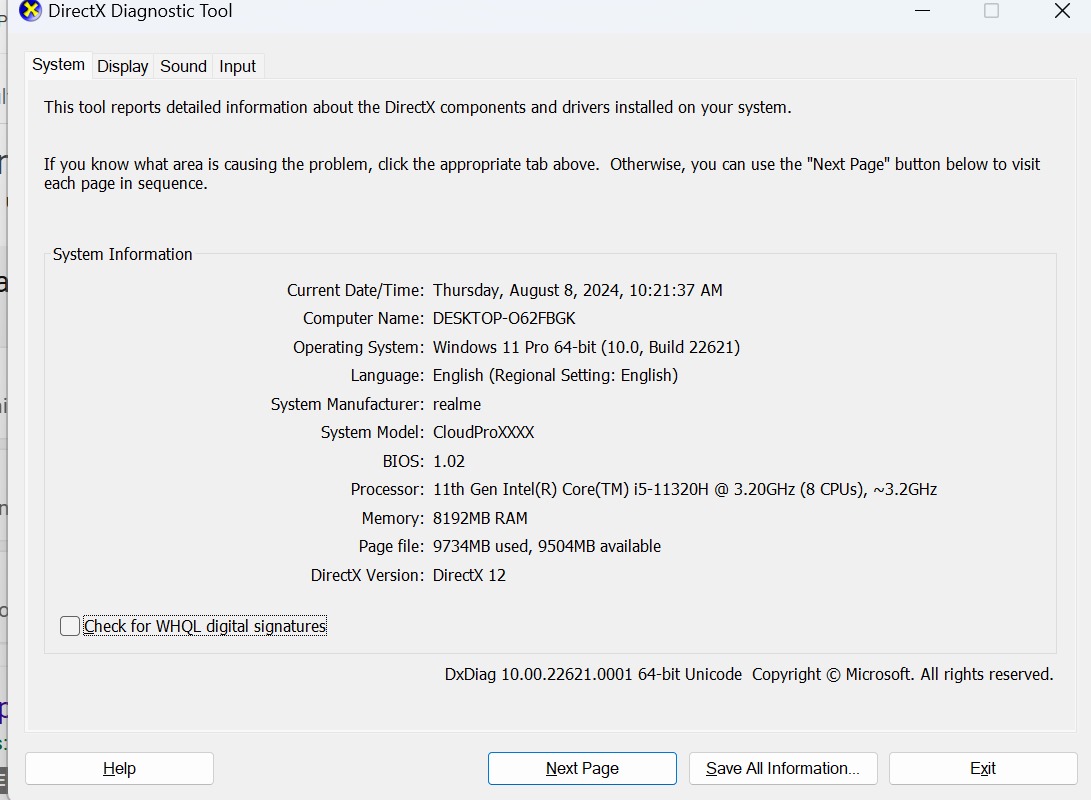 DirectX Diagnostic Tool
System Display Sound Input
This tool reports detailed information about the DirectX components and drivers installed on your system.
If you know what area is causing the problem, click the appropriate tab above.  Otherwise, you can use the "Next Page" button below to visit
each page in sequence.
System Information
Current Date/Time: Thursday, August 8, 2024, 10:21:37 AM
Computer Name: DESKTOP-O62FBGK
Operating System: Windows 11 Pro 64-bit (10.0, Build 22621)
Language: English (Regional Setting: English)
System Manufacturer: realme
System Model: CloudProXXXX
BIOS: 1.02
Processor: 11th Gen Intel(R) Core(TM) i5-11320H @ 3.20GHz (8 CPUs), ~3.2GHz
Memory: 8192MB RAM
Page file: 9734MB used, 9504MB available
DirectX Version: DirectX 12
Check for WHQL digital signatures
DxDiag 10.00.22621.0001 64-bit Unicode  Copyright © Microsoft. All rights reserved.
Help Next Page Save All Information... Exit